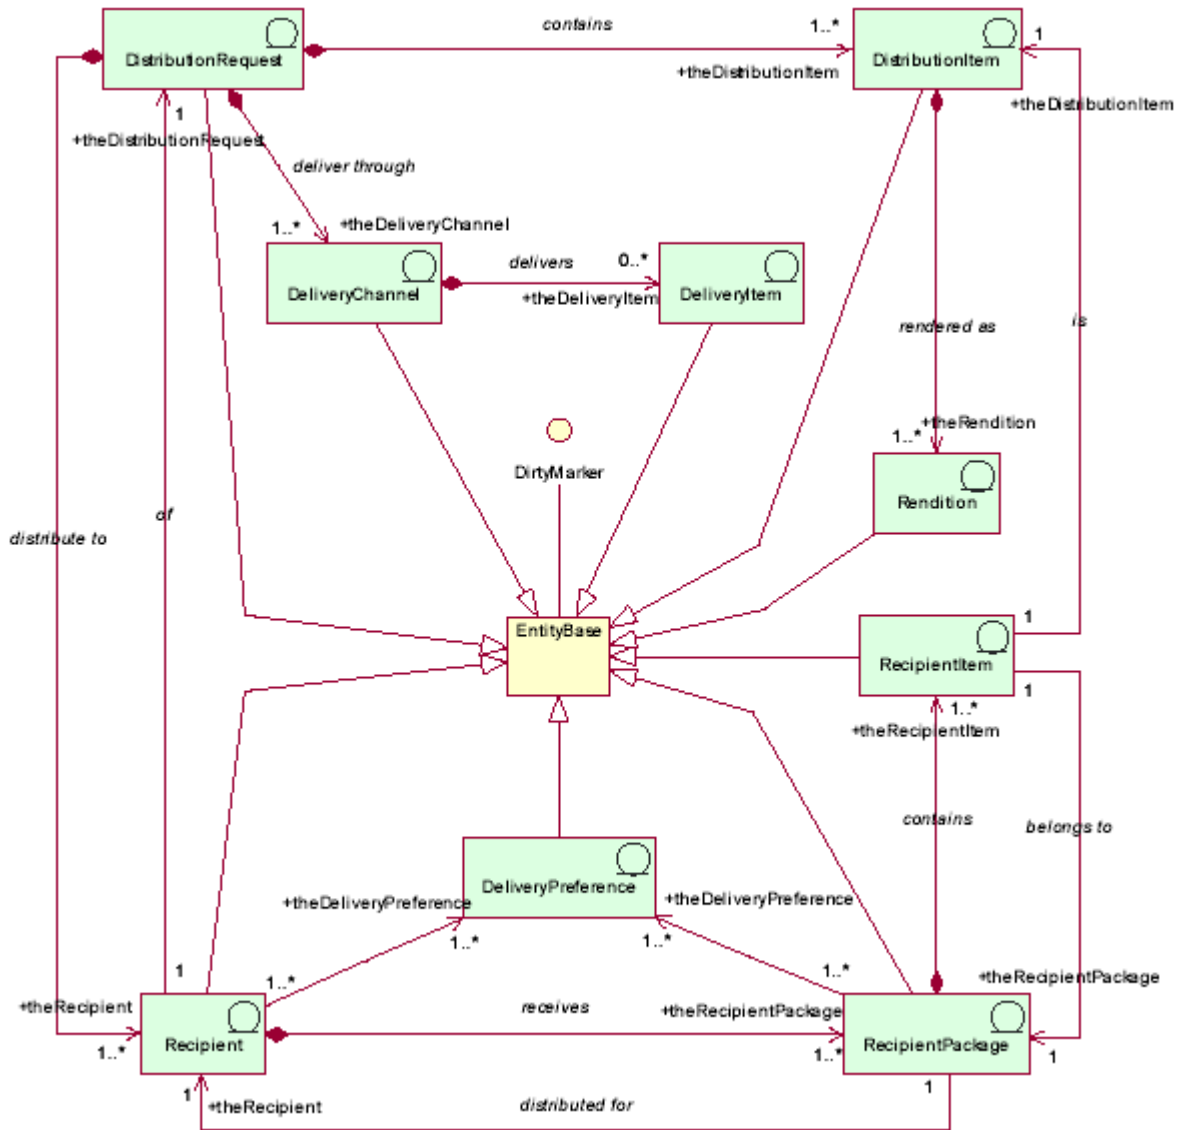 contains
1..*
1
DistributionRequest
DistributionItem
+theDistributionItem
+theDistributionItem
1
+theDistributionRequest
deliver through
1..*
+theDeliveryChannel
delivers
0..*
DeliveryChannel
+theDeliveryItem
DeliveryItem
rendered as
is
+theRendition
1..*
DirtyMarker
Rendition
of
distribute to
EntityBase
1
RecipientItem
1
1..*
+theRecipientItem
contains
belongs to
DeliveryPreference
+theDeliveryPreference
+theDeliveryPreference
1..*
1..*
1
1..*
1..*
+theRecipientPackage
+theRecipient
receives
+theRecipientPackage
1..*
Recipient
1..*
RecipientPackage
1
1
+theRecipient
distributed for
1